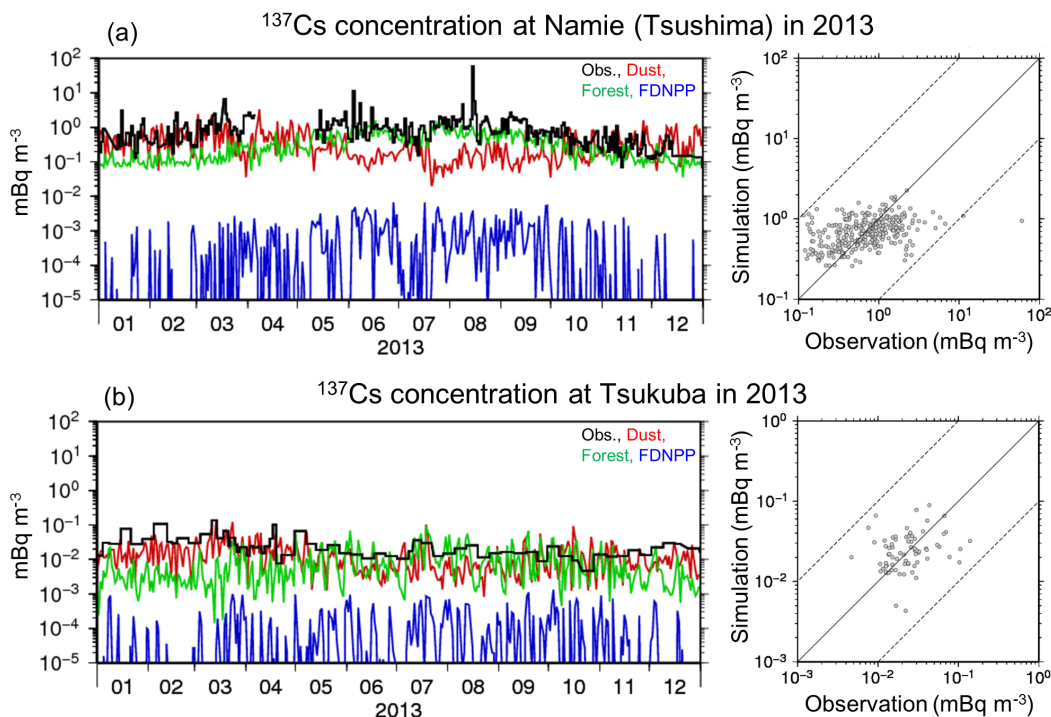 (a) ¹³⁷Cs concentration at Namie (Tsushima) in 2013
mBq m⁻³
10²
10¹
10⁰
10⁻¹
10⁻²
10⁻³
10⁻⁴
10⁻⁵
Obs., Dust,
Forest, FDNPP
01 02 03 04 05 06 07 08 09 10 11 12
2013
Simulation (mBq m⁻³)
10²
10¹
10⁰
10⁻¹
10⁻¹ 10⁰ 10¹ 10²
Observation (mBq m⁻³)
(b) ¹³⁷Cs concentration at Tsukuba in 2013
mBq m⁻³
10²
10¹
10⁰
10⁻¹
10⁻²
10⁻³
10⁻⁴
10⁻⁵
Obs., Dust,
Forest, FDNPP
01 02 03 04 05 06 07 08 09 10 11 12
2013
Simulation (mBq m⁻³)
10⁰
10⁻¹
10⁻²
10⁻³
10⁻³ 10⁻² 10⁻¹ 10⁰
Observation (mBq m⁻³)